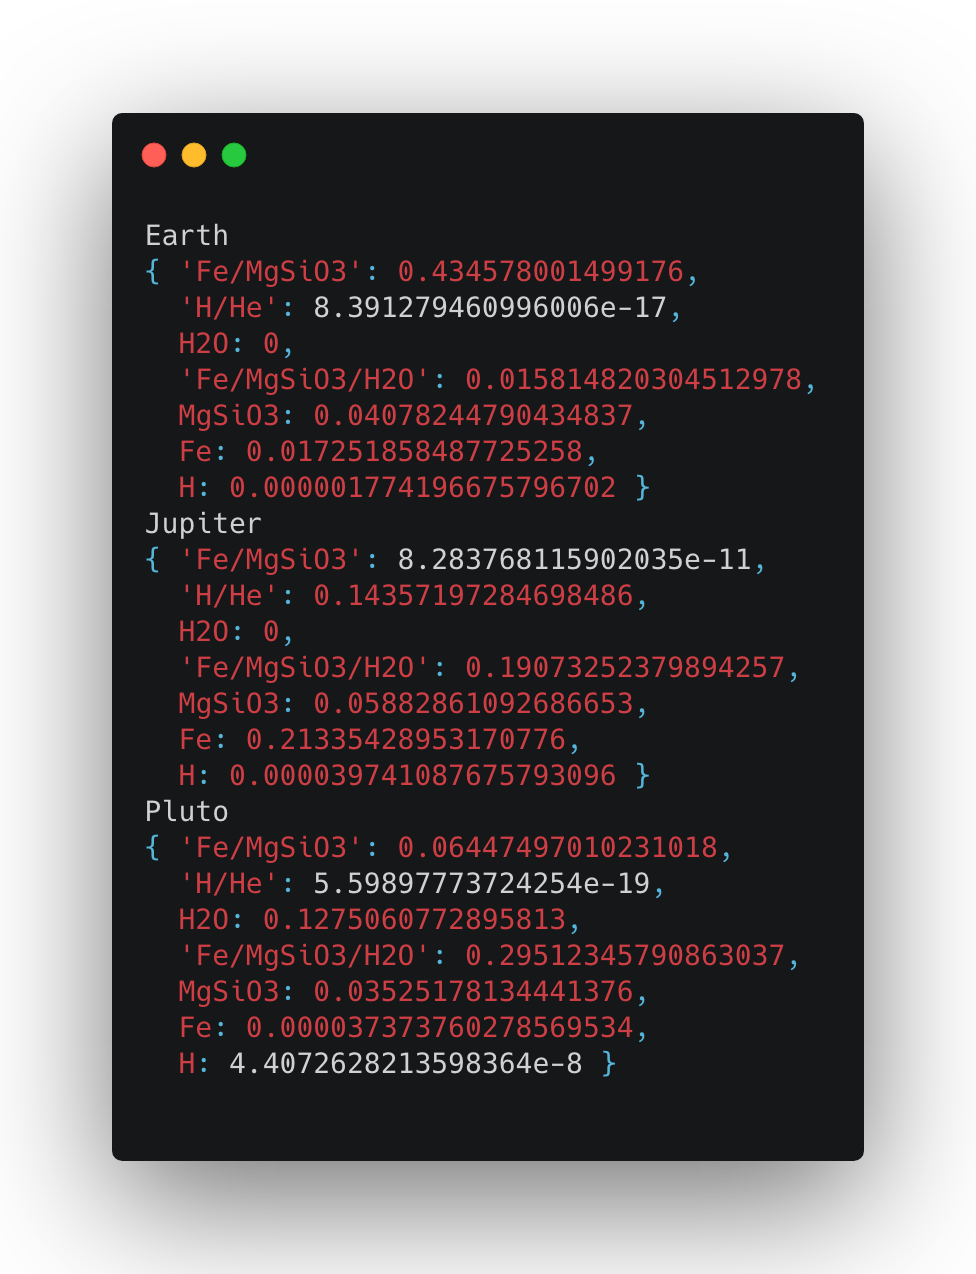 Earth
{ 'Fe/MgSiO3': 0.434578001499176,
'H/He': 8.391279460996006e-17,
H2O: 0,
'Fe/MgSiO3/H2O': 0.015814820304512978,
MgSiO3: 0.04078244790434837,
Fe: 0.017251858487725258,
H: 0.000001774196675796702 }
Jupiter
{ 'Fe/MgSiO3': 8.283768115902035e-11,
'H/He': 0.14357197284698486,
H2O: 0,
'Fe/MgSiO3/H2O': 0.19073252379894257,
MgSiO3: 0.05882861092686653,
Fe: 0.21335428953170776,
H: 0.000039741087675793096 }
Pluto
{ 'Fe/MgSiO3': 0.06447497010231018,
'H/He': 5.59897773724254e-19,
H2O: 0.1275060772895813,
'Fe/MgSiO3/H2O': 0.29512345790863037,
MgSiO3: 0.03525178134441376,
Fe: 0.000037373760278569534,
H: 4.4072628213598364e-8 }